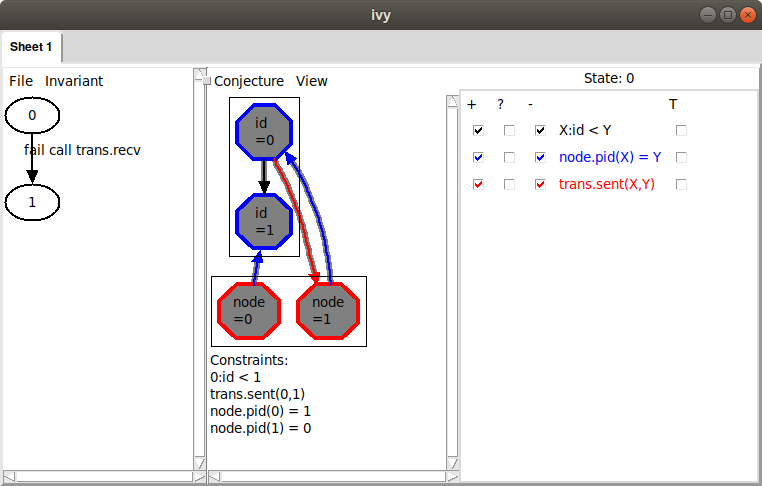 ivy
Sheet 1
File Invariant
0
fail call trans.recv
1
Conjecture View
id
=0
id
=1
node
=0
node
=1
Constraints:
0:id < 1
trans.sent(0,1)
node.pid(0) = 1
node.pid(1) = 0
State: 0
+ ? - T
X:id < Y
node.pid(X) = Y
trans.sent(X,Y)